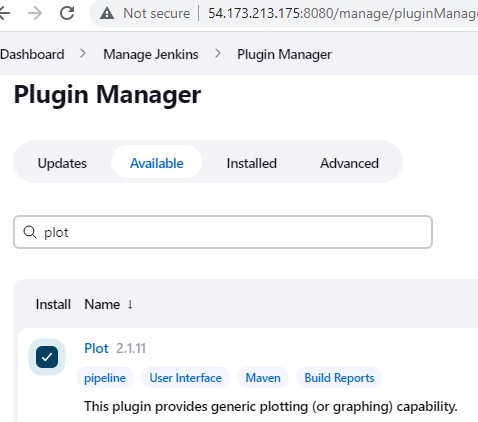 Not secure | 54.173.213.175:8080/manage/pluginManage
Dashboard > Manage Jenkins > Plugin Manager
Plugin Manager
Updates Available Installed Advanced
plot
Install Name ↓
Plot 2.1.11
pipeline User Interface Maven Build Reports
This plugin provides generic plotting (or graphing) capability.